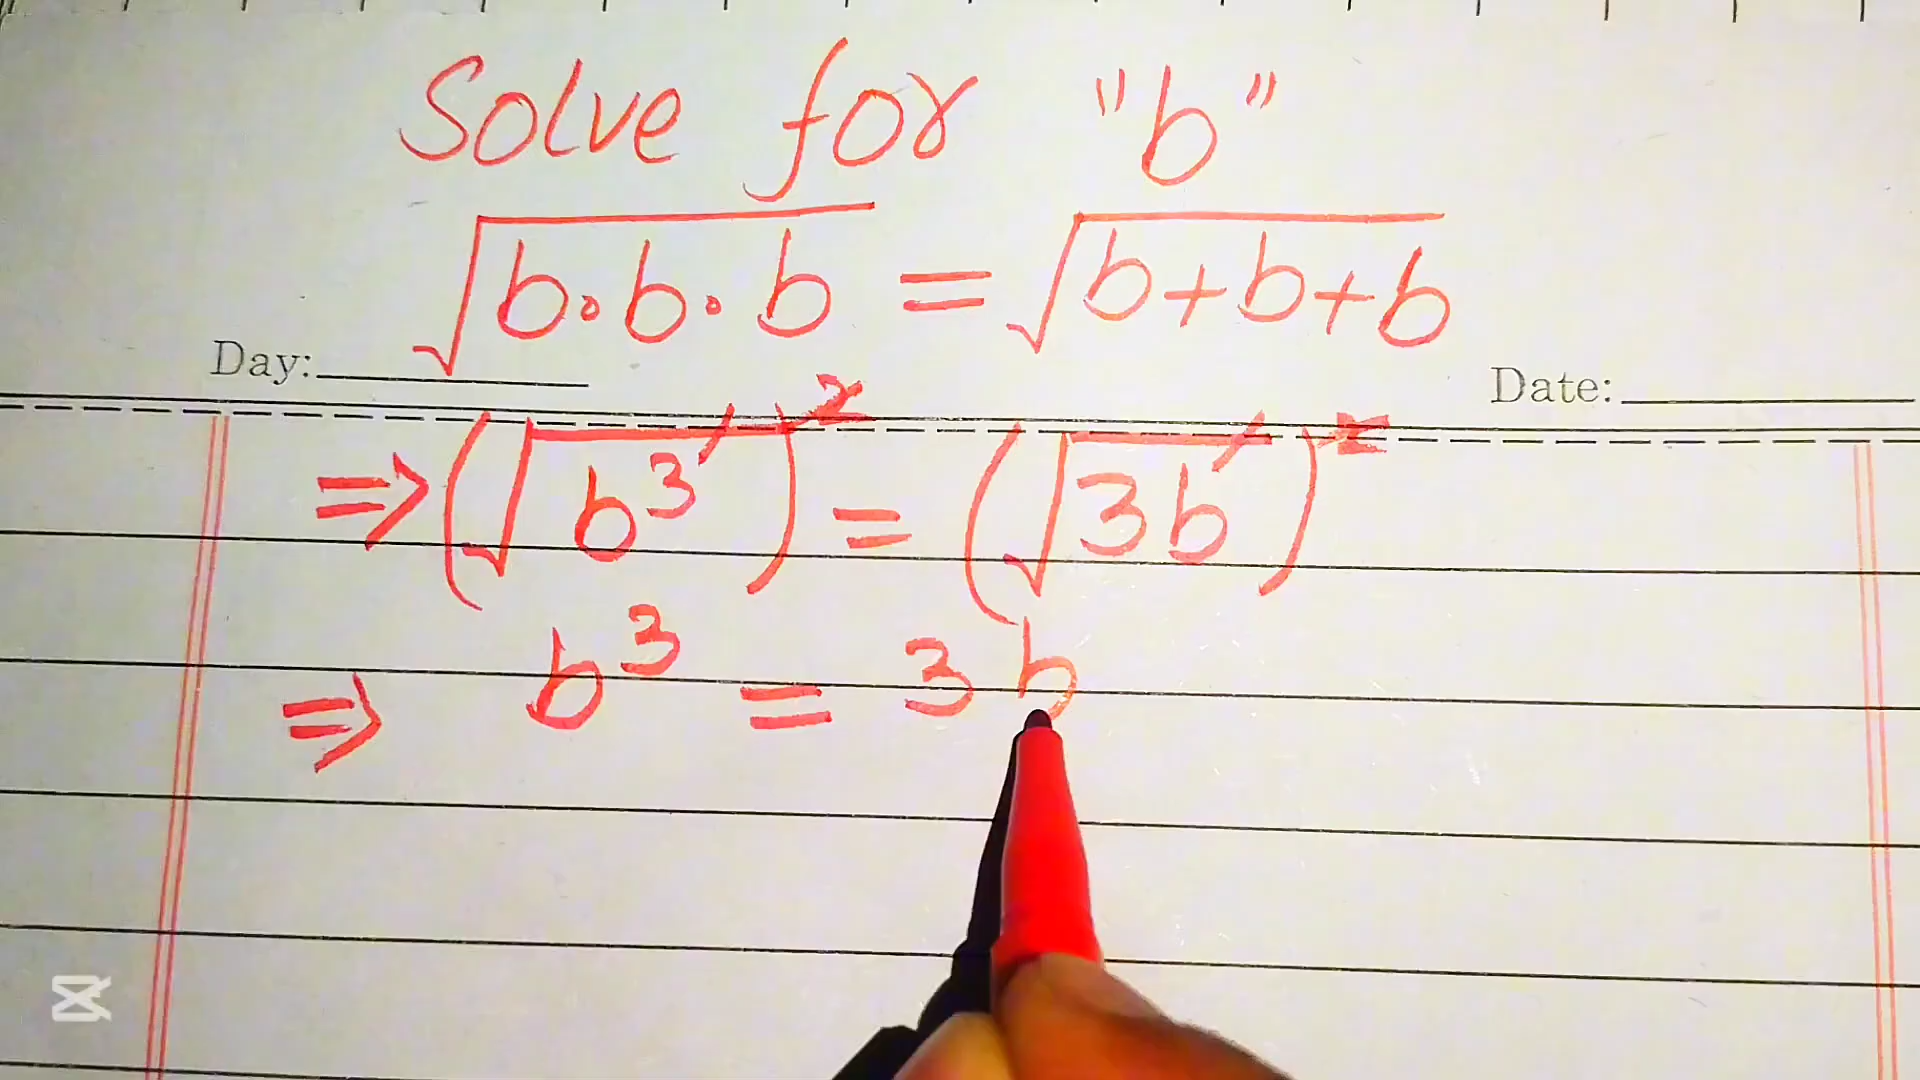 Solve for "b"
√b∘b∘b = √b+b+b
Day:
Date:
⇒(√b³)² = (√3b)²
⇒ b³ = 3b